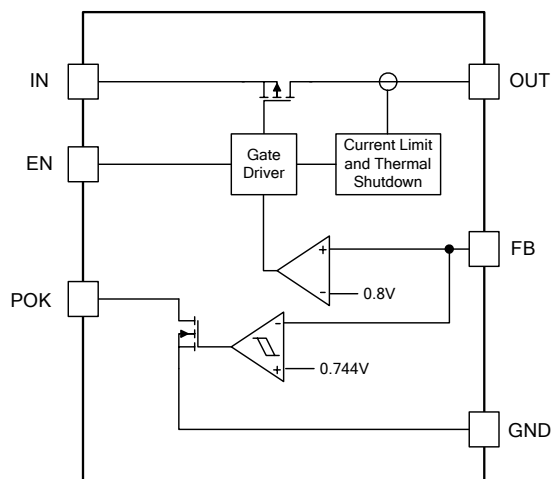 IN
OUT
EN
Gate
Driver
Current Limit
and Thermal
Shutdown
+
FB
-
0.8V
POK
-
+
0.744V
GND